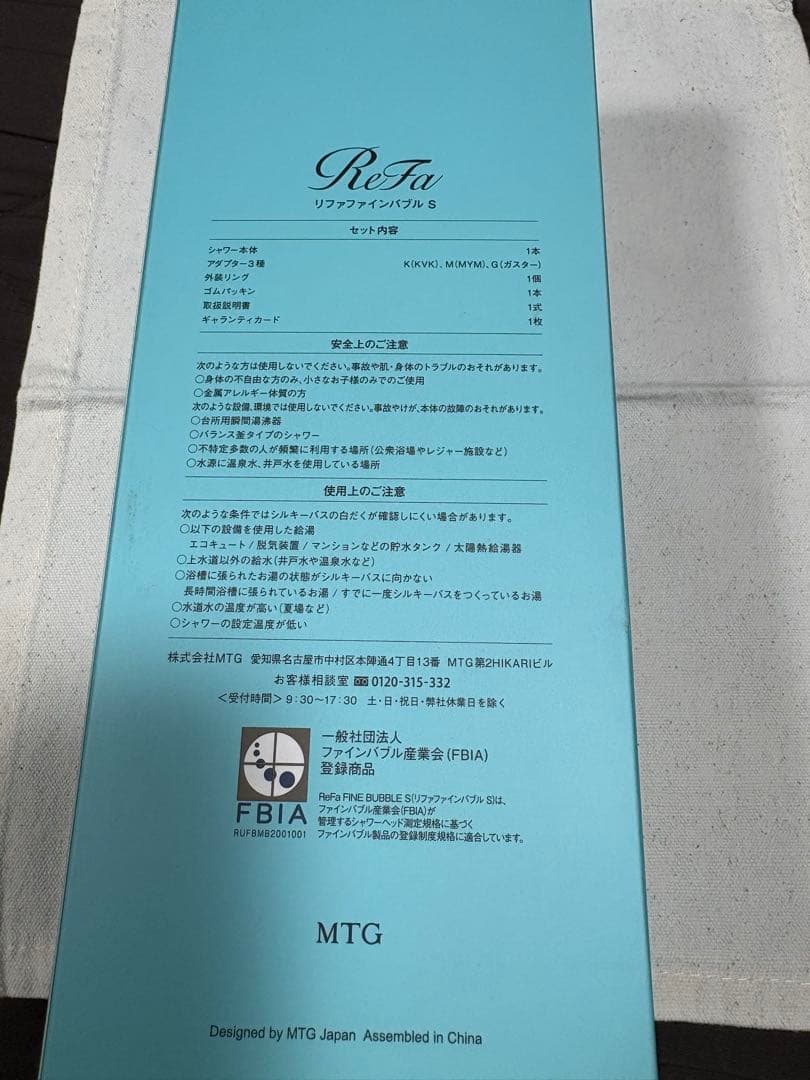 ReFa
リファファインバブル S
セット内容
シャワー本体 1本
アダプター3種 K(KVK)、M(MYM)、G(ガスター)
外装リング 1個
ゴムパッキン 1本
取扱説明書 1式
ギャランティカード 1枚
安全上のご注意
次のような方は使用しないでください。事故や肌・身体のトラブルのおそれがあります。
○身体の不自由な方のみ、小さなお子様のみでのご使用
○金属アレルギー体質の方
次のような設備、環境では使用しないでください。事故やけが、本体の故障のおそれがあります。
○台所用瞬間湯沸器
○バランス釜タイプのシャワー
○不特定多数の人が頻繁に利用する場所(公衆浴場やレジャー施設など)
○水源に温泉水、井戸水を使用している場所
使用上のご注意
次のような条件ではシルキーバスの白だくが確認しにくい場合があります。
○以下の設備を使用した給湯
エコキュート / 脱気装置 / マンションなどの貯水タンク / 太陽熱給湯器
○上水道以外の給水(井戸水や温泉水など)
○浴槽に張られたお湯の状態がシルキーバスに向かない
長時間浴槽に張られているお湯 / すでに一度シルキーバスをつくっているお湯
○水道水の温度が高い(夏場など)
○シャワーの設定温度が低い
株式会社MTG 愛知県名古屋市中村区本陣通4丁目13番 MTG第2HIKARIビル
お客様相談室 0120-315-332
<受付時間> 9:30~17:30 土・日・祝日・弊社休業日を除く
一般社団法人
ファインバブル産業会(FBIA)
登録商品
FBIA
RUFBMB2001001
ReFa FINE BUBBLE S(リファファインバブル S)は、
ファインバブル産業会(FBIA)が
管理するシャワーヘッド測定規格に基づく
ファインバブル製品の登録制度規格に適合しています。
MTG
Designed by MTG Japan Assembled in China